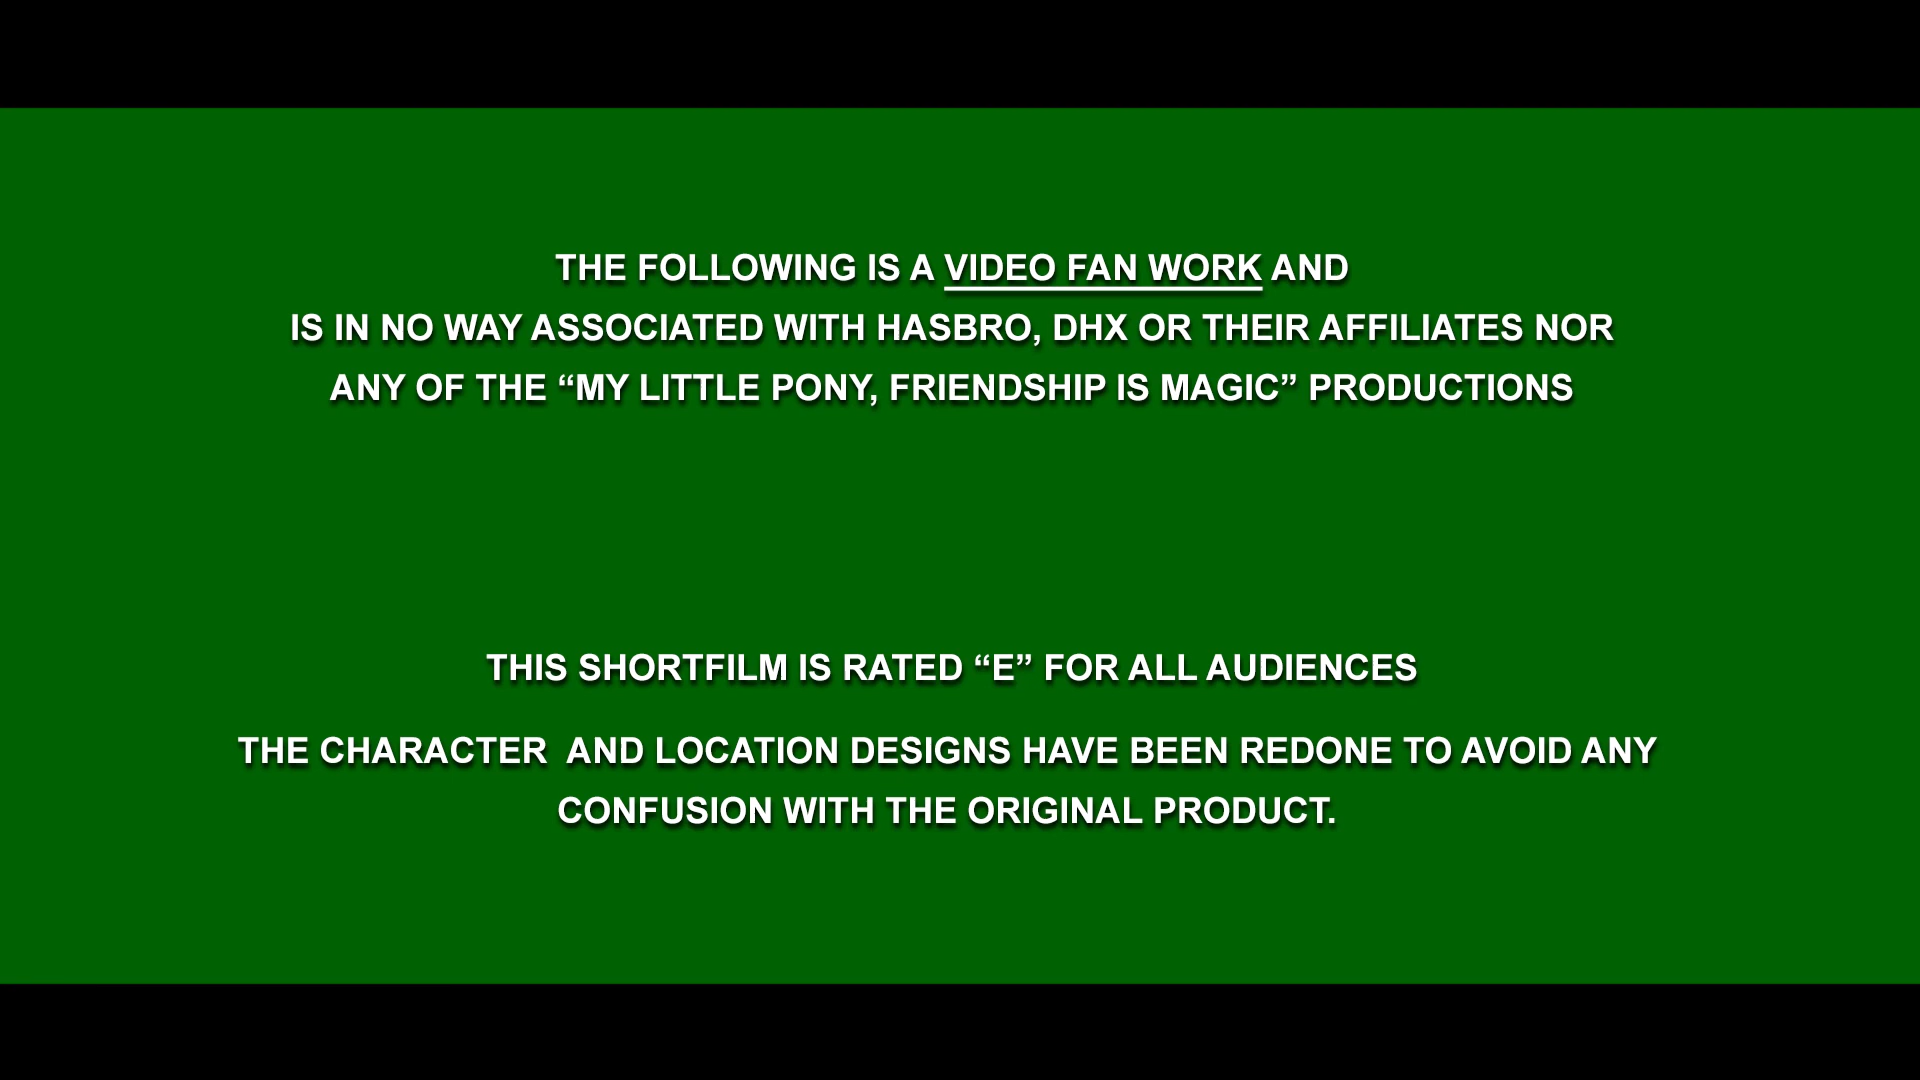 THE FOLLOWING IS A VIDEO FAN WORK AND
IS IN NO WAY ASSOCIATED WITH HASBRO, DHX OR THEIR AFFILIATES NOR
ANY OF THE “MY LITTLE PONY, FRIENDSHIP IS MAGIC” PRODUCTIONS
THIS SHORTFILM IS RATED “E” FOR ALL AUDIENCES
THE CHARACTER  AND LOCATION DESIGNS HAVE BEEN REDONE TO AVOID ANY
CONFUSION WITH THE ORIGINAL PRODUCT.